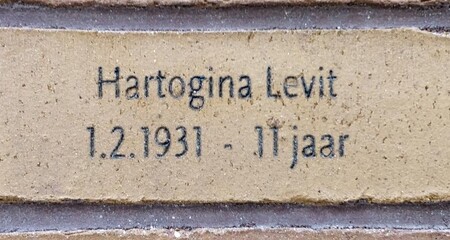 Hartogina Levit
1.2.1931 - 11 jaar